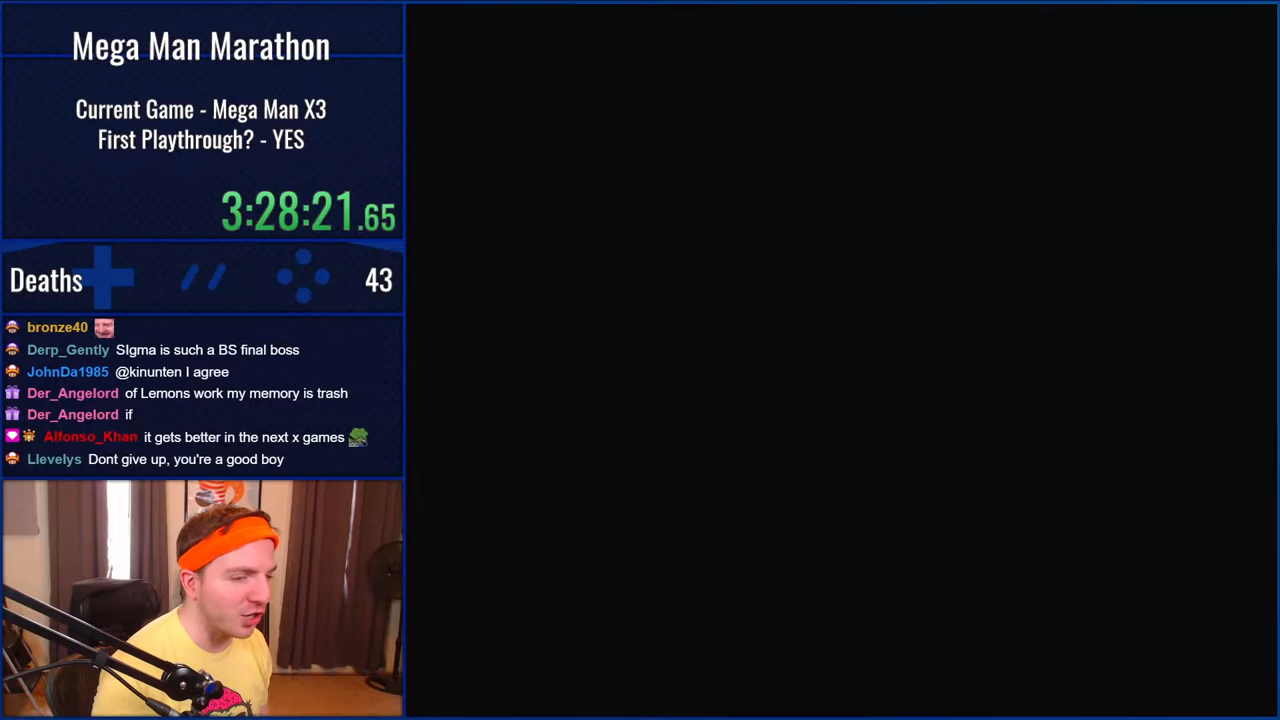 Mega Man Marathon
Current Game - Mega Man X3
First Playthrough? - YES
3:28:21.65
Deaths 43
bronze40
Derp_Gently SIgma is such a BS final boss
JohnDa1985 @kinunten I agree
Der_Angelord of Lemons work my memory is trash
Der_Angelord if
Alfonso_Khan it gets better in the next x games
Llevelys Dont give up, you're a good boy